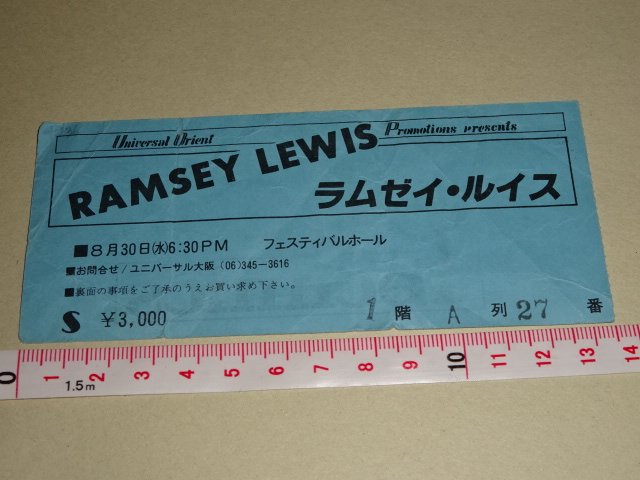 Universal Orient Promotions presents
RAMSEY LEWIS
ラムゼイ・ルイス
■8月30日(水)6:30PM フェスティバルホール
■お問合せ/ユニバーサル大阪 (06)345-3616
■裏面の事項をご了承のうえお買い求め下さい。
S ¥3,000 1階 A列27番
0 1 2 3 4 5 6 7 8 9 10 11 12 13 14
1.5m